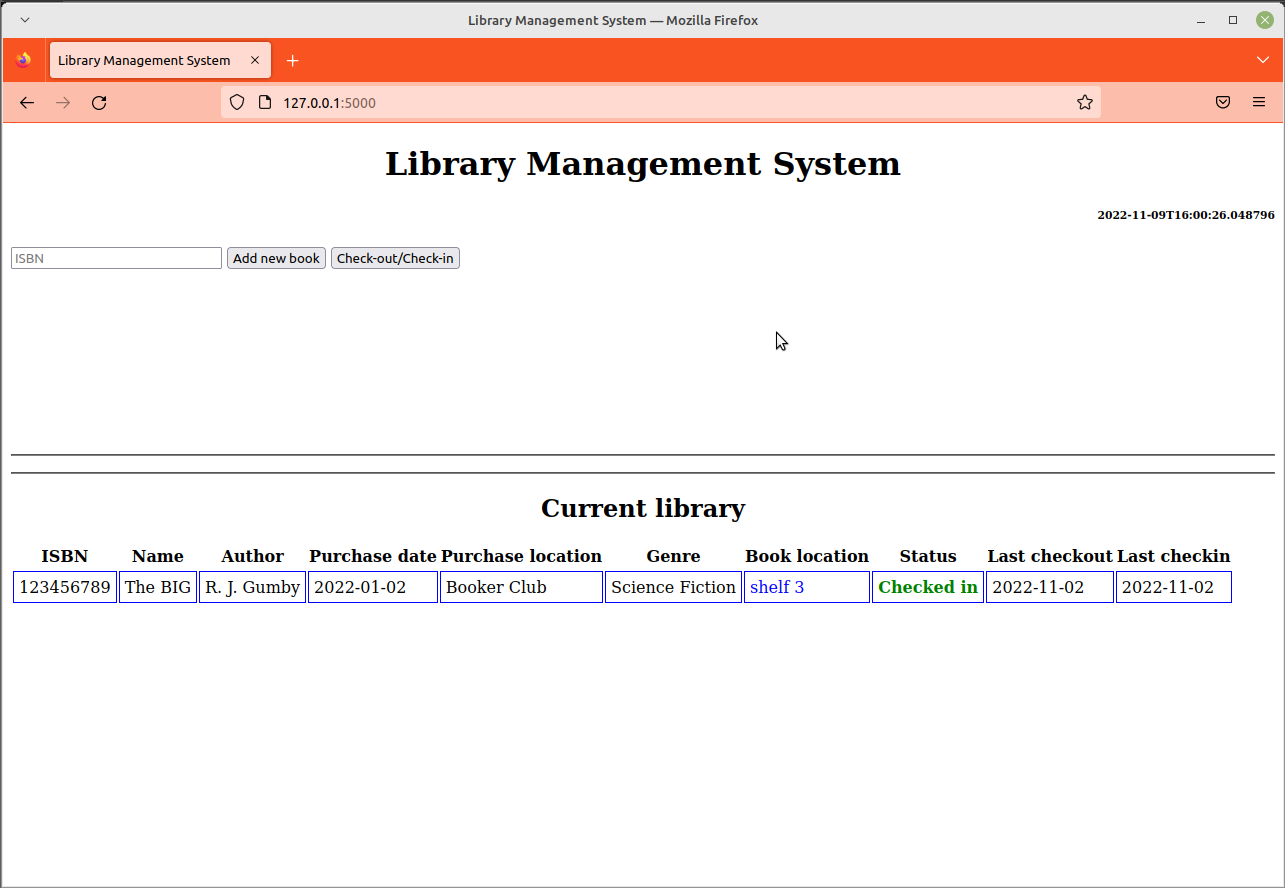 Library Management System — Mozilla Firefox
Library Management System
127.0.0.1:5000
Library Management System
2022-11-09T16:00:26.048796
ISBN Add new book Check-out/Check-in
Current library
ISBN Name Author Purchase date Purchase location Genre Book location Status Last checkout Last checkin
123456789 The BIG R. J. Gumby 2022-01-02 Booker Club Science Fiction shelf 3 Checked in 2022-11-02 2022-11-02